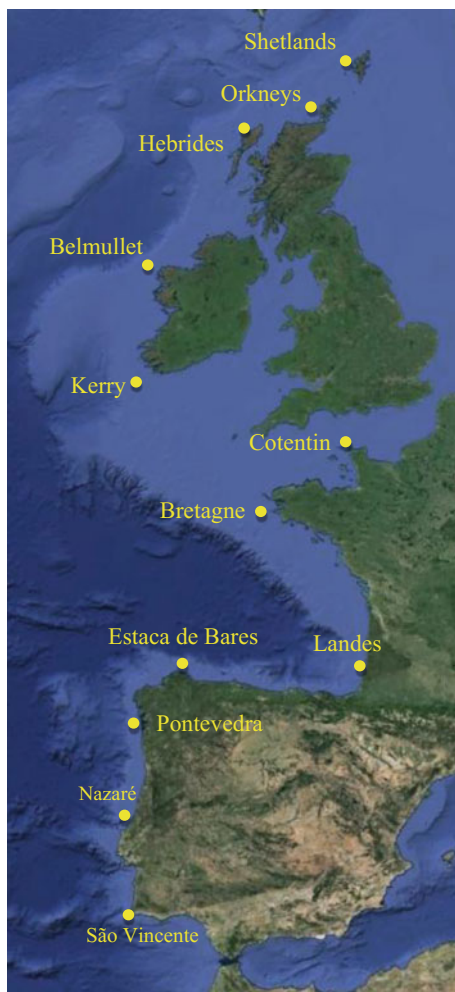 Shetlands
Orkneys
Hebrides
Belmullet
Kerry
Cotentin
Bretagne
Estaca de Bares
Landes
Pontevedra
Nazaré
São Vincente